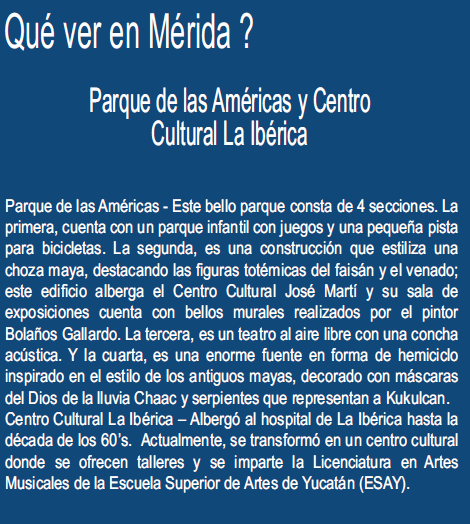 Qué ver en Mérida ?
Parque de las Américas y Centro
Cultural La Ibérica
Parque de las Américas - Este bello parque consta de 4 secciones. La
primera, cuenta con un parque infantil con juegos y una pequeña pista
para bicicletas. La segunda, es una construcción que estiliza una
choza maya, destacando las figuras totémicas del faisán y el venado;
este edificio alberga el Centro Cultural José Martí y su sala de
exposiciones cuenta con bellos murales realizados por el pintor
Bolaños Gallardo. La tercera, es un teatro al aire libre con una concha
acústica. Y la cuarta, es una enorme fuente en forma de hemiciclo
inspirado en el estilo de los antiguos mayas, decorado con máscaras
del Dios de la lluvia Chaac y serpientes que representan a Kukulcan.
Centro Cultural La Ibérica – Albergó al hospital de La Ibérica hasta la
década de los 60's. Actualmente, se transformó en un centro cultural
donde se ofrecen talleres y se imparte la Licenciatura en Artes
Musicales de la Escuela Superior de Artes de Yucatán (ESAY).